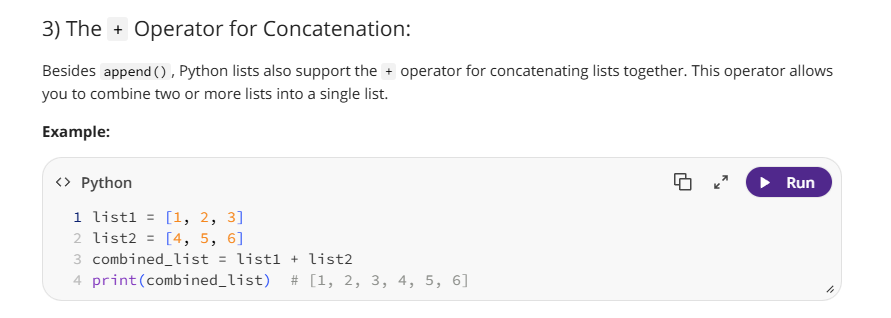 3) The + Operator for Concatenation:
Besides append(), Python lists also support the + operator for concatenating lists together. This operator allows
you to combine two or more lists into a single list.
Example:
<> Python Run
1 list1 = [1, 2, 3]
2 list2 = [4, 5, 6]
3 combined_list = list1 + list2
4 print(combined_list)  # [1, 2, 3, 4, 5, 6]